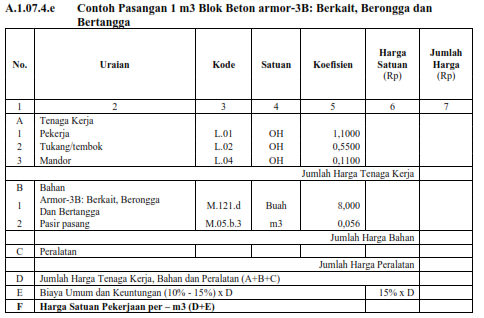 A.1.07.4.e Contoh Pasangan 1 m3 Blok Beton armor-3B: Berkait, Berongga dan
Bertangga
No. Uraian Kode Satuan Koefisien Harga Satuan (Rp) Jumlah Harga (Rp)
1 2 3 4 5 6 7
A Tenaga Kerja
1 Pekerja L.01 OH 1,1000
2 Tukang/tembok L.02 OH 0,5500
3 Mandor L.04 OH 0,1100
Jumlah Harga Tenaga Kerja
B Bahan
1 Armor-3B: Berkait, Berongga
Dan Bertangga M.121.d Buah 8,000
2 Pasir pasang M.05.b.3 m3 0,056
Jumlah Harga Bahan
C Peralatan
Jumlah Harga Peralatan
D Jumlah Harga Tenaga Kerja, Bahan dan Peralatan (A+B+C)
E Biaya Umum dan Keuntungan (10% - 15%) x D 15% x D
F Harga Satuan Pekerjaan per – m3 (D+E)